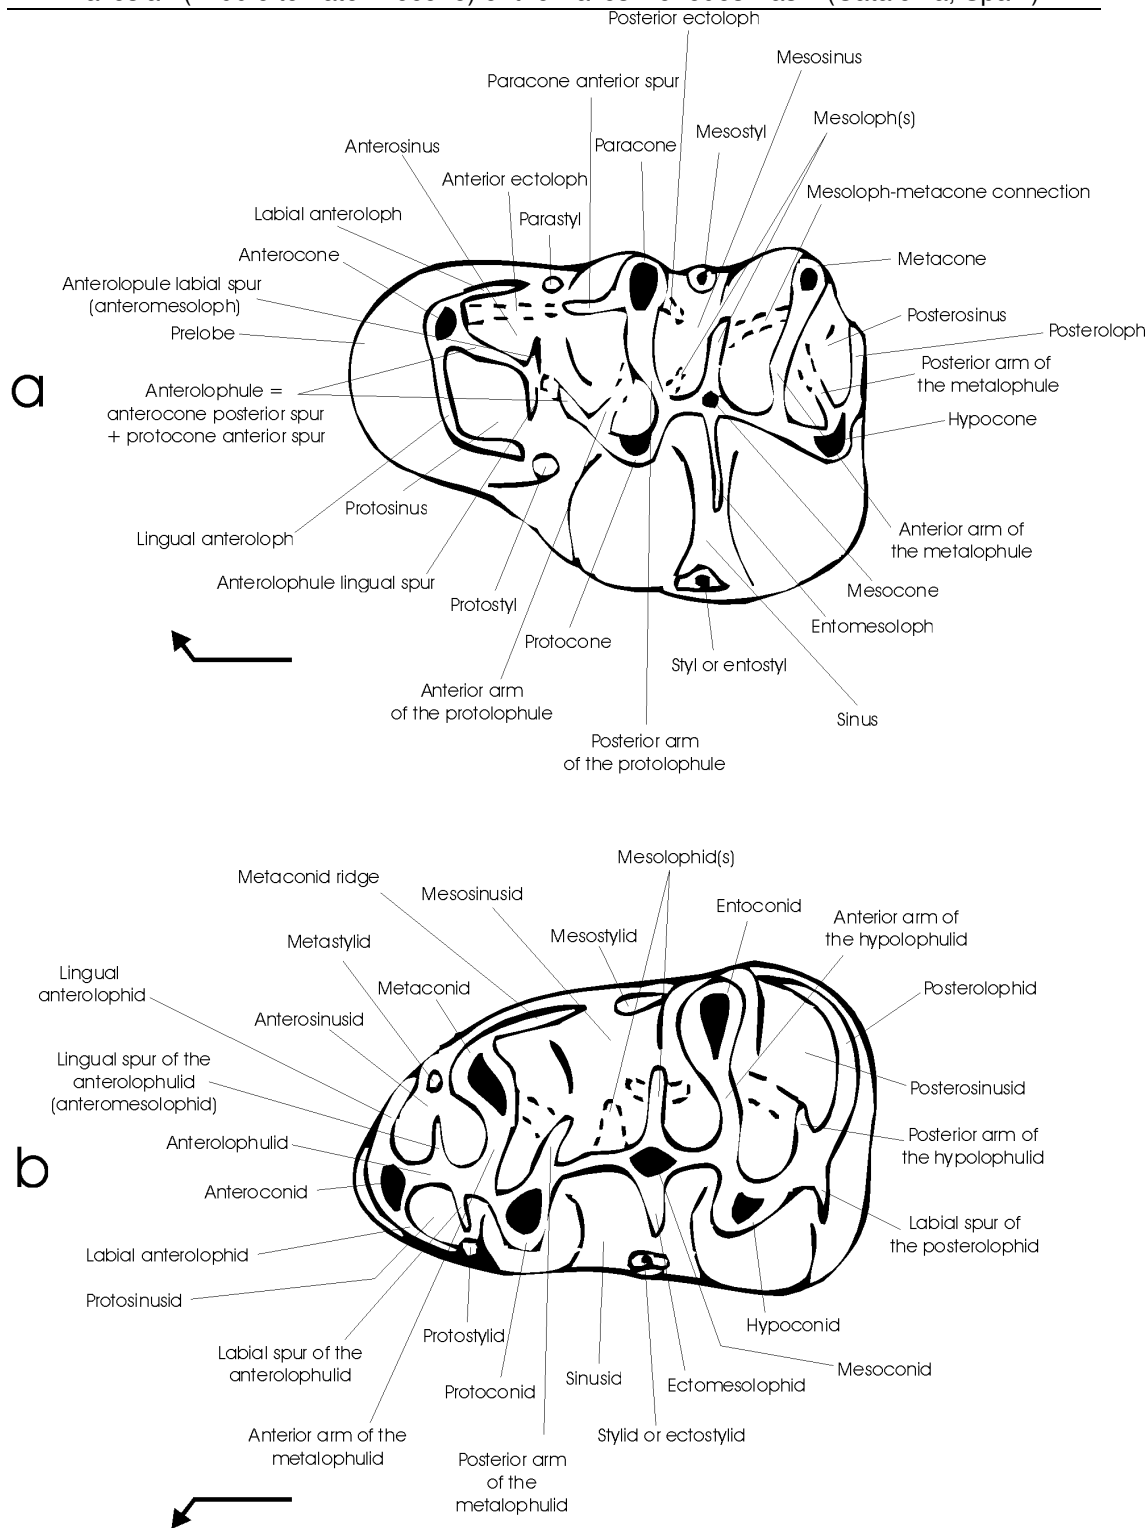 Posterior ectoloph
Mesosinus
Paracone anterior spur
Mesoloph(s)
Mesostyl
Anterosinus
Paracone
Anterior ectoloph
Mesoloph-metacone connection
Labial anteroloph
Parastyl
Anterocone
Metacone
Anterolopule labial spur
(anteromesoloph)
Posterosinus
Prelobe
Posteroloph
Posterior arm of
the metalophule
a
Anterolophule =
anterocone posterior spur
+ protocone anterior spur
Hypocone
Protosinus
Lingual anteroloph
Anterior arm of
the metalophule
Anterolophule lingual spur
Mesocone
Protostyl
Entomesoloph
Protocone
Styl or entostyl
Anterior arm
of the protolophule
Sinus
Posterior arm
of the protolophule
Mesolophid(s)
Metaconid ridge
Mesosinusid
Entoconid
Anterior arm of
the hypolophulid
Metastylid
Mesostylid
Lingual
anterolophid
Metaconid
Posterolophid
Anterosinusid
Lingual spur of the
anterolophulid
(anteromesolophid)
Posterosinusid
Anterolophulid
Posterior arm of
the hypolophulid
b
Anteroconid
Labial spur of
the posterolophid
Labial anterolophid
Protosinusid
Hypoconid
Protostylid
Labial spur of the
anterolophulid
Mesoconid
Sinusid
Ectomesolophid
Protoconid
Anterior arm of the
metalophulid
Stylid or ectostylid
Posterior arm
of the
metalophulid